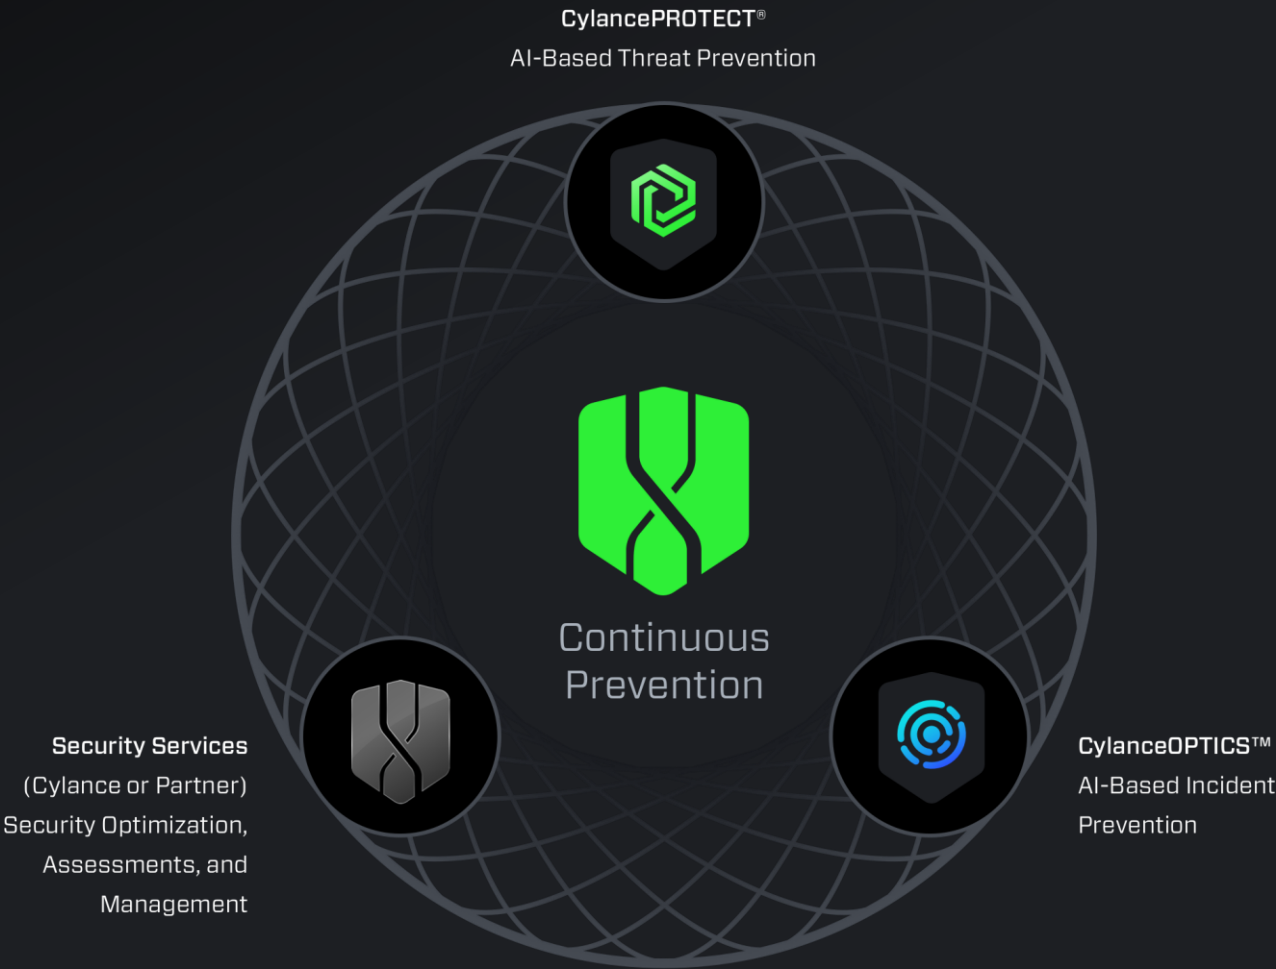 CylancePROTECT®
AI-Based Threat Prevention
Continuous
Prevention
Security Services
(Cylance or Partner)
Security Optimization,
Assessments, and
Management
CylanceOPTICS™
AI-Based Incident
Prevention